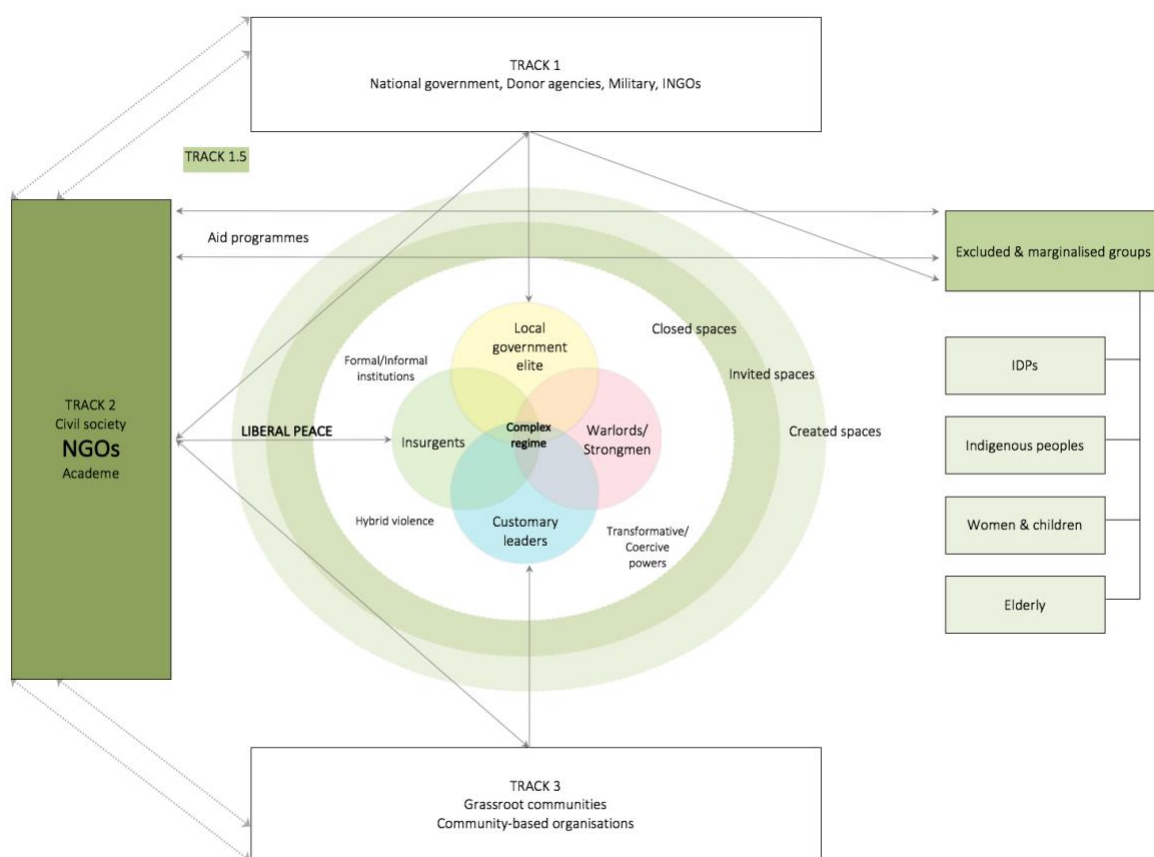 TRACK 1
National government, Donor agencies, Military, INGOs
TRACK 1.5
Aid programmes
Excluded & marginalised groups
TRACK 2
Civil society
NGOs
Academe
LIBERAL PEACE
Formal/Informal
institutions
Hybrid violence
Local
government
elite
Insurgents
Complex
regime
Warlords/
Strongmen
Customary
leaders
Transformative/
Coercive
powers
Closed spaces
Invited spaces
Created spaces
IDPs
Indigenous peoples
Women & children
Elderly
TRACK 3
Grassroot communities
Community-based organisations